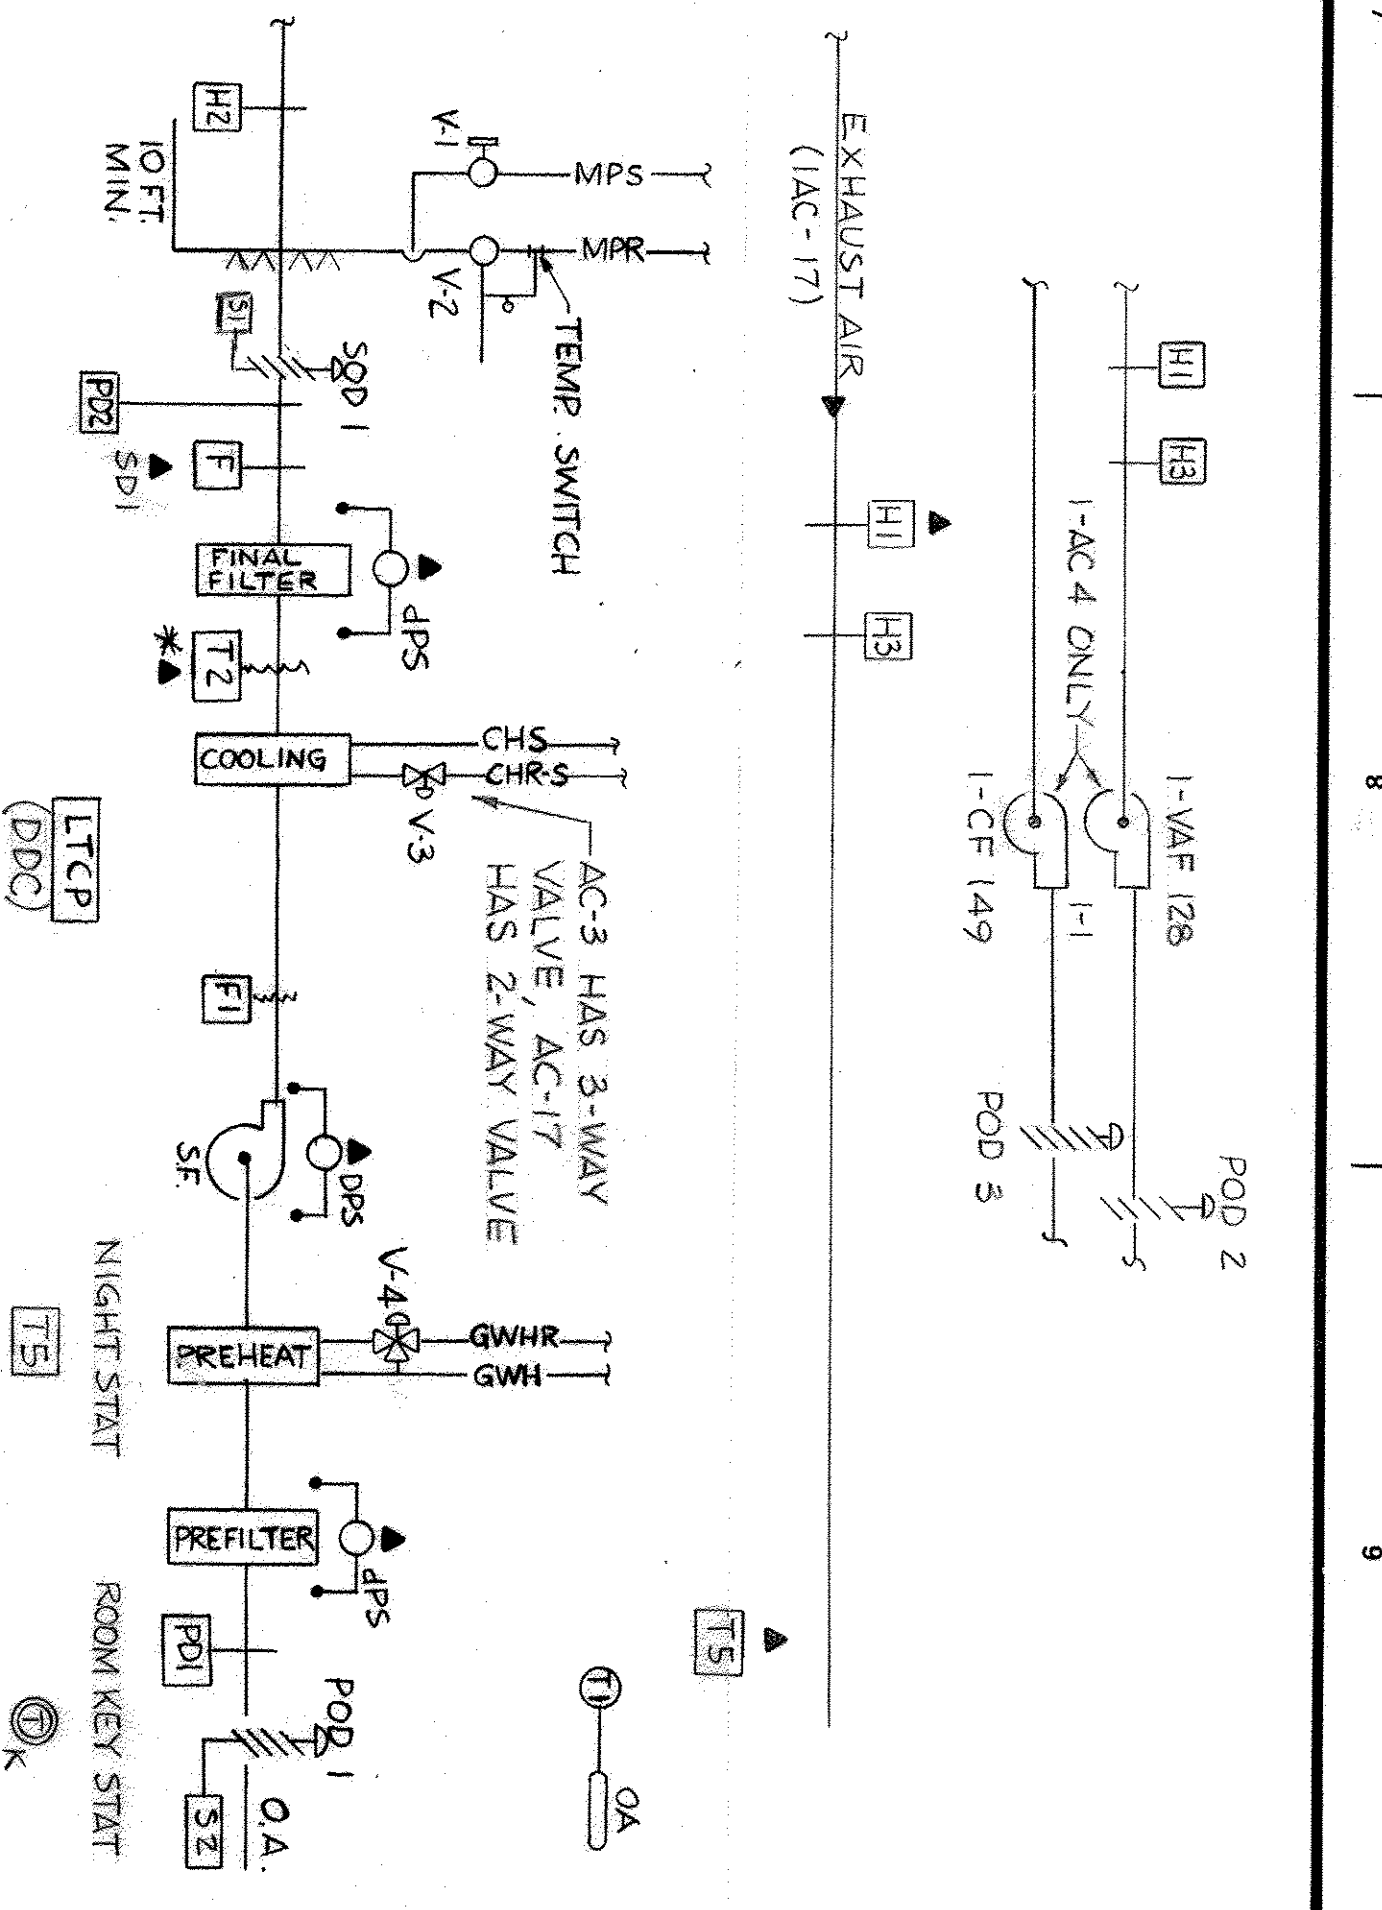 7
8
9
H1
H3
1-AC 4 ONLY
1-VAF 128
1-CF 149
1-1
POD 2
POD 3
EXHAUST AIR
(1AC-17)
H1
H3
T5
T1
OA
MPS
MPR
V-1
V-2
TEMP. SWITCH
H2
10 FT.
MIN.
S1
SOD 1
PD2
F
SD1
FINAL
FILTER
dPS
T2
*
COOLING
CHS
CHR-S
V-3
AC-3 HAS 3-WAY
VALVE, AC-17
HAS 2-WAY VALVE
LTCP
(DDC)
F1
S.F.
DPS
V-4
GWHR
GWH
PREHEAT
NIGHT STAT
T5
PREFILTER
dPS
PD1
POD 1
S2
O.A.
ROOM KEY STAT
T
K